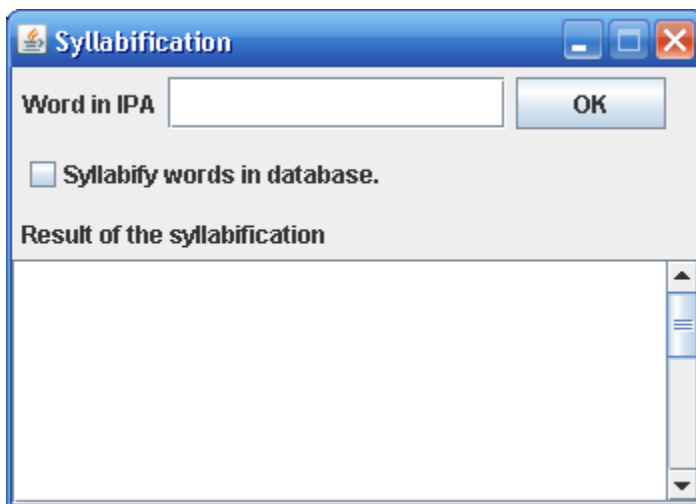 Syllabification
Word in IPA OK
Syllabify words in database.
Result of the syllabification